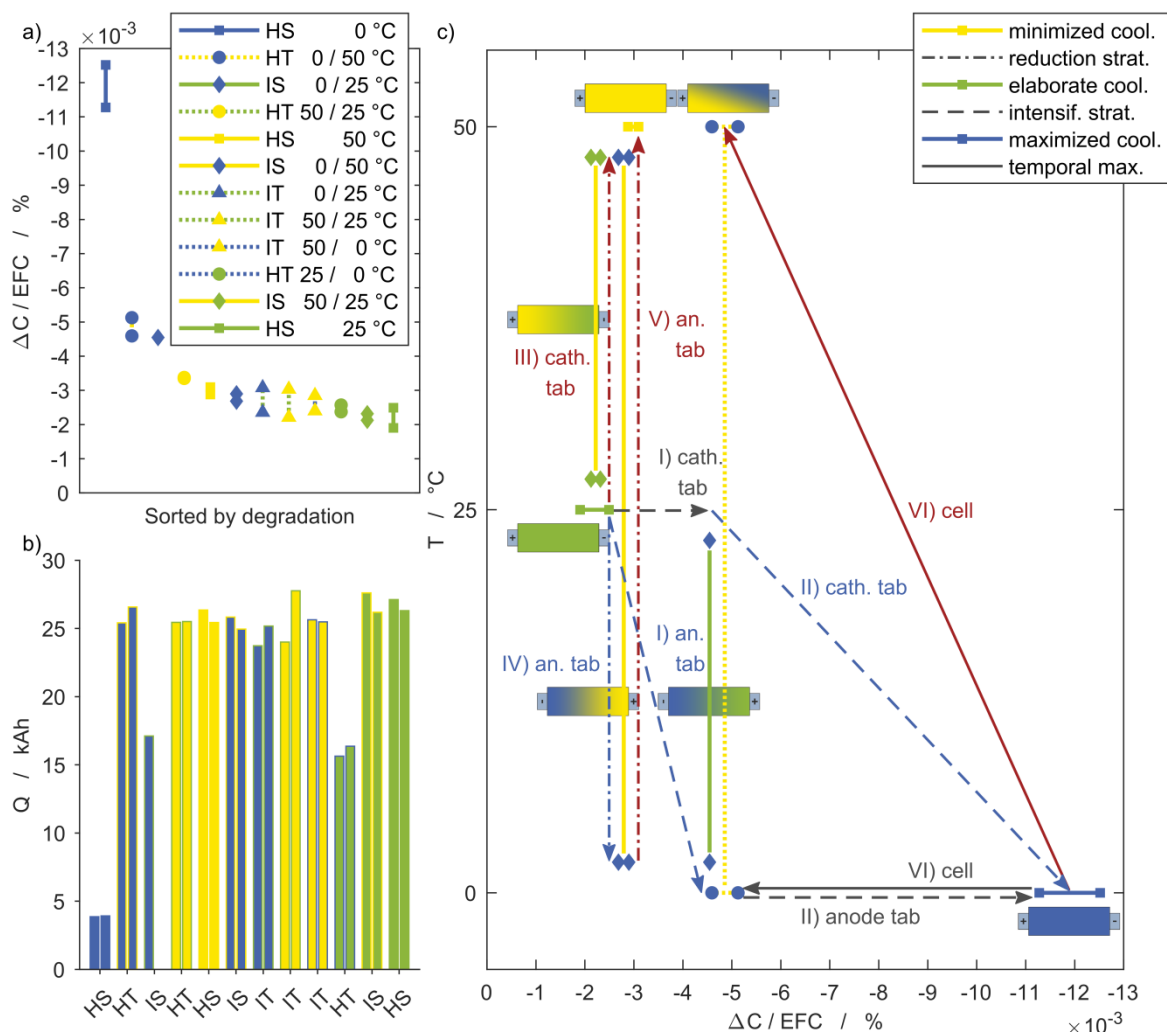 a)
× 10⁻³
-13
-12
-11
-10
-9
-8
-7
-6
-5
-4
-3
-2
-1
0
ΔC / EFC / %
Sorted by degradation
HS 0 °C
HT 0 / 50 °C
IS 0 / 25 °C
HT 50 / 25 °C
HS 50 °C
IS 0 / 50 °C
IT 0 / 25 °C
IT 50 / 25 °C
IT 50 / 0 °C
HT 25 / 0 °C
IS 50 / 25 °C
HS 25 °C
b)
30
25
20
15
10
5
0
Q / kAh
HS
HT
IS
HT
HS
IS
IT
IT
IT
HT
IS
HS
c)
minimized cool.
reduction strat.
elaborate cool.
intensif. strat.
maximized cool.
temporal max.
50
25
0
T / °C
+ -
+ -
+ -
III) cath.
tab
V) an.
tab
I) cath.
tab
+ -
VI) cell
II) cath. tab
I) an.
tab
IV) an. tab
- +
- +
VI) cell
II) anode tab
+ -
0 -1 -2 -3 -4 -5 -6 -7 -8 -9 -10 -11 -12 -13
ΔC / EFC / %
× 10⁻³